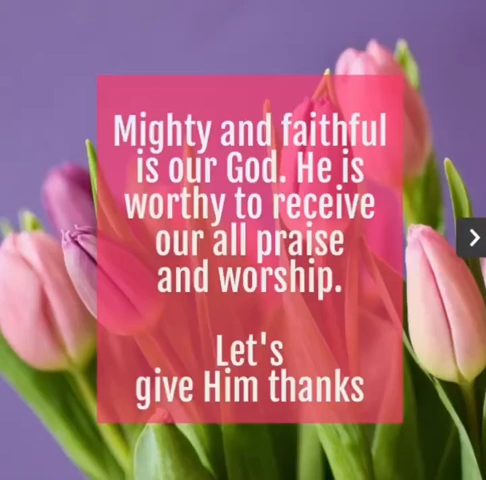 Mighty and faithful
is our God. He is
worthy to receive
our all praise
and worship.
Let's
give Him thanks